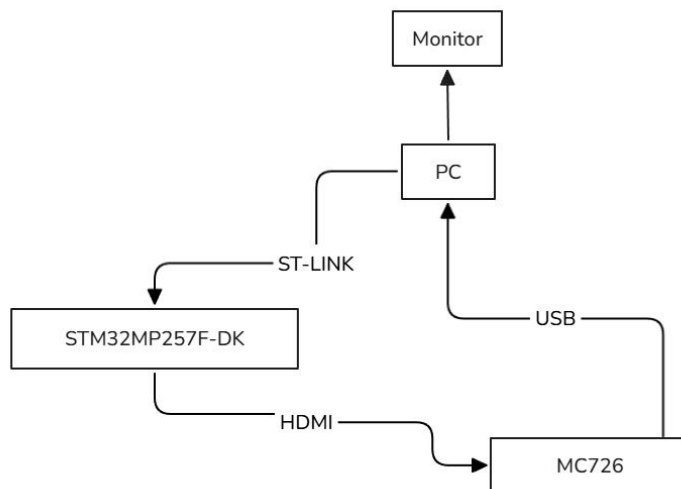 Monitor
PC
ST-LINK
STM32MP257F-DK
USB
HDMI
MC726